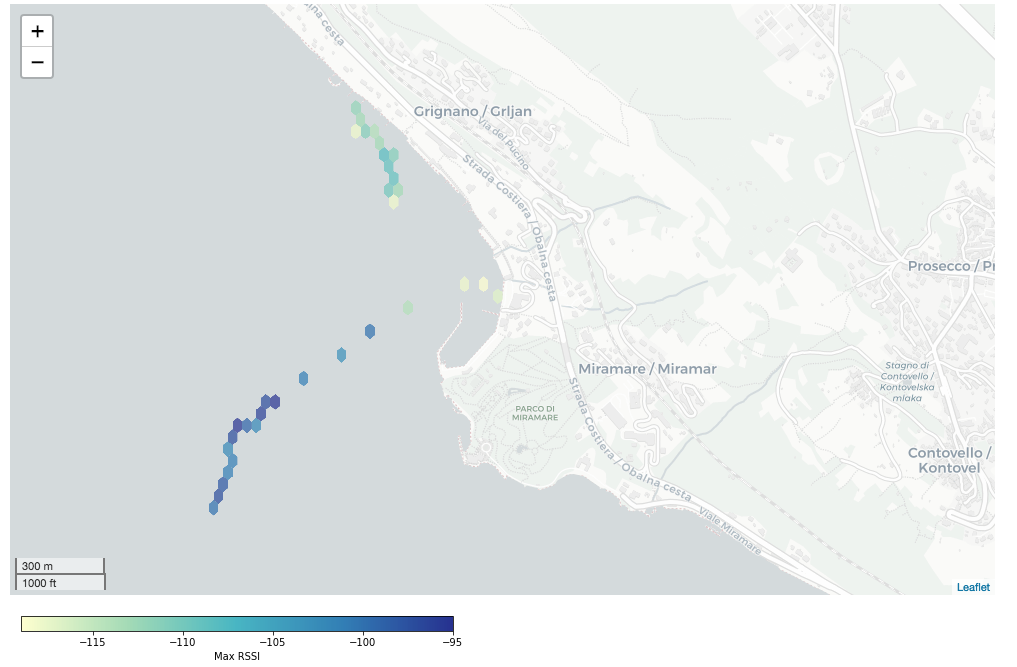 +
−
alna cesta
Grignano / Grljan
Via del Pucino
Strada Costiera / Obalna cesta
Prosecco / Pr
Miramare / Miramar
Stagno di
Contovello /
Kontovelska
mlaka
PARCO DI
MIRAMARE
Strada Costiera / Obalna cesta
Contovello /
Kontovel
Viale Miramare
300 m
1000 ft
Leaflet
−115 −110 −105 −100 −95
Max RSSI